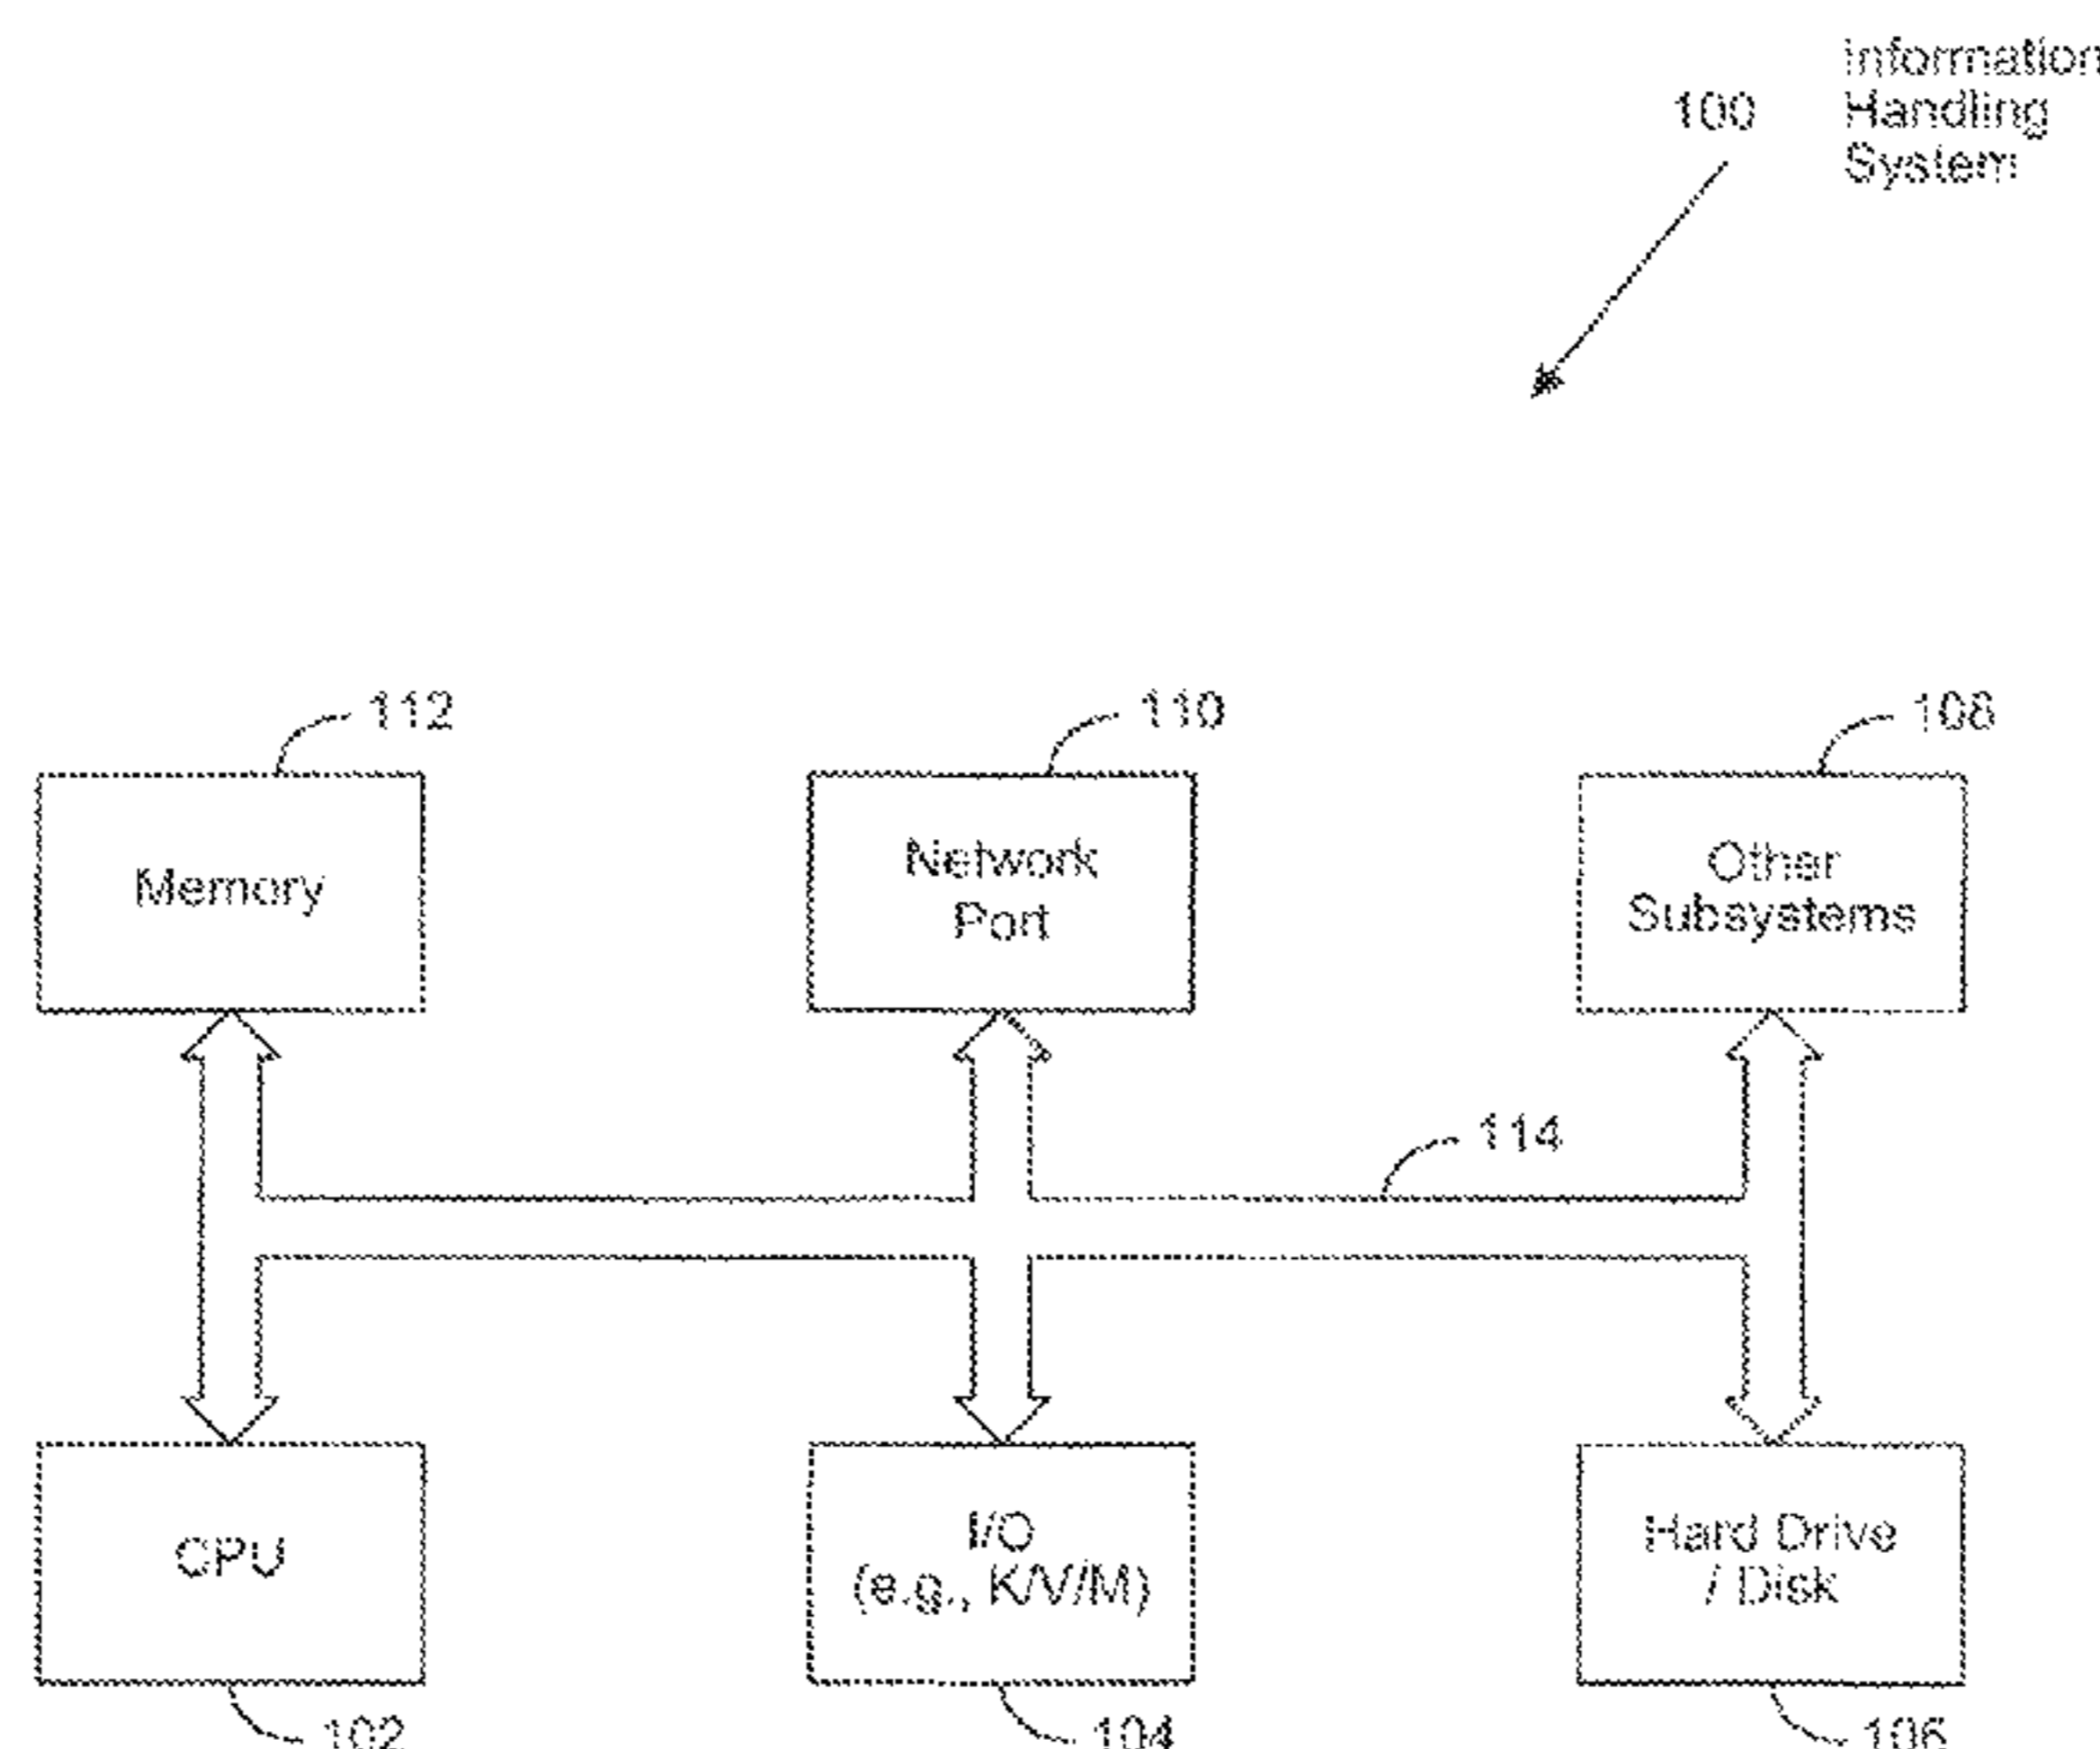 Information
100 Handling
System
112
110
108
Memory
Network
Port
Other
Subsystems
114
CPU
I/O
(e.g., K/V/M)
Hard Drive
/ Disk
102
104
106